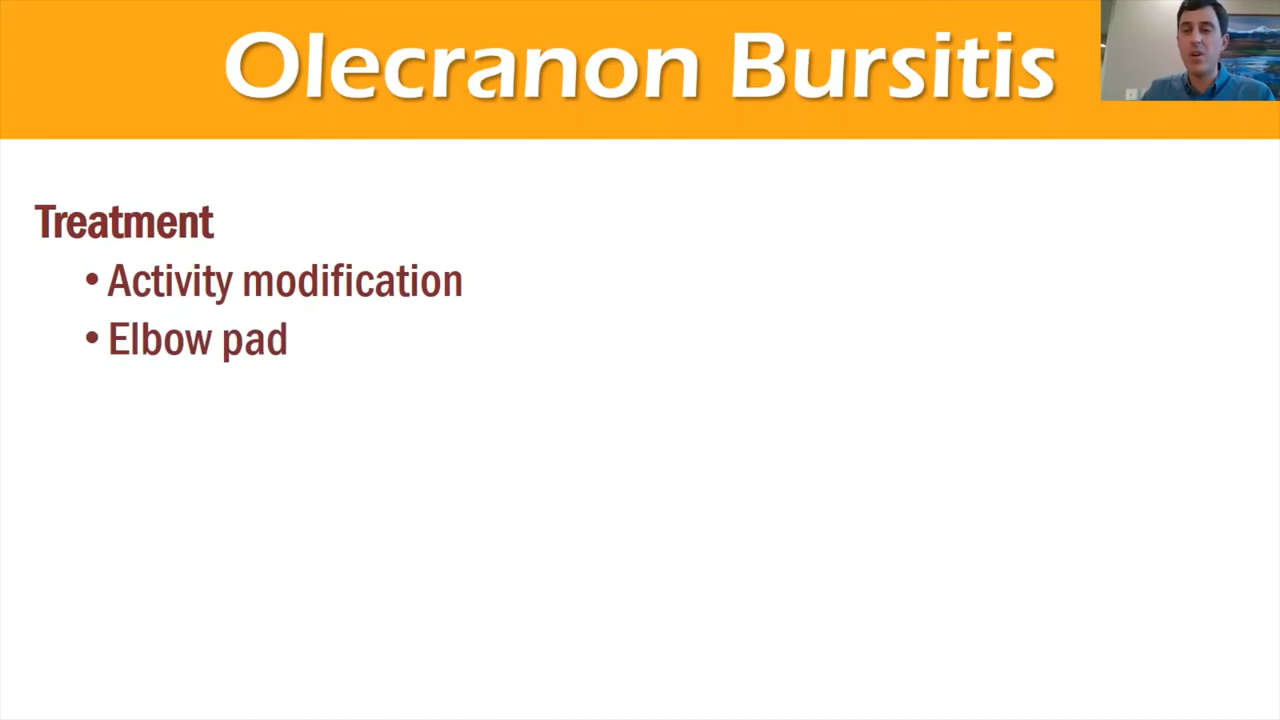 Olecranon Bursitis
Treatment
• Activity modification
• Elbow pad